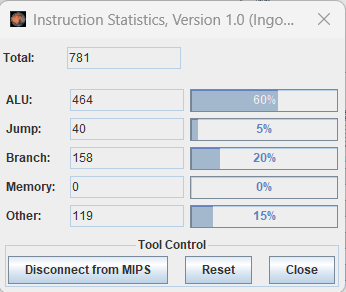 Instruction Statistics, Version 1.0 (Ingo...
Total: 781
ALU: 464 60%
Jump: 40 5%
Branch: 158 20%
Memory: 0 0%
Other: 119 15%
Tool Control
Disconnect from MIPS Reset Close